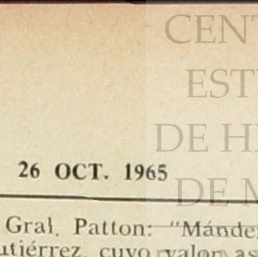 CENT
EST
DE H
26 OCT. 1965
DE M
Gral. Patton: "Mánde
utiérrez, cuyo valor as